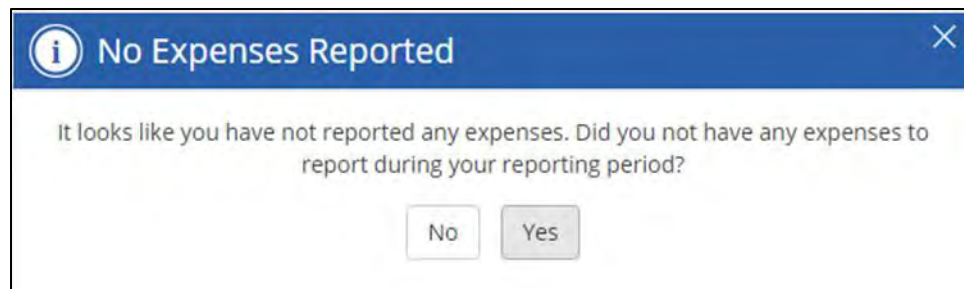 No Expenses Reported
It looks like you have not reported any expenses. Did you not have any expenses to
report during your reporting period?
No Yes